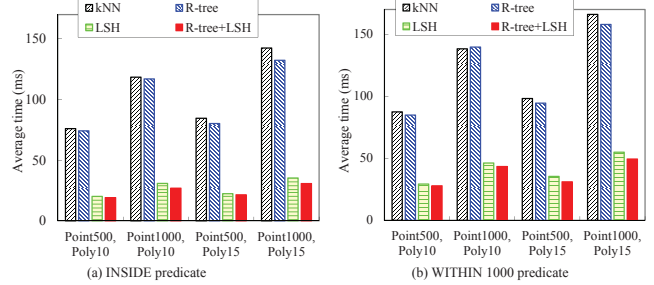 kNN R-tree
LSH R-tree+LSH
Average time (ms)
150
100
50
0
Point500, Point1000, Point500, Point1000,
Poly10 Poly10 Poly15 Poly15
(a) INSIDE predicate
kNN R-tree
LSH R-tree+LSH
Average time (ms)
150
100
50
0
Point500, Point1000, Point500, Point1000,
Poly10 Poly10 Poly15 Poly15
(b) WITHIN 1000 predicate